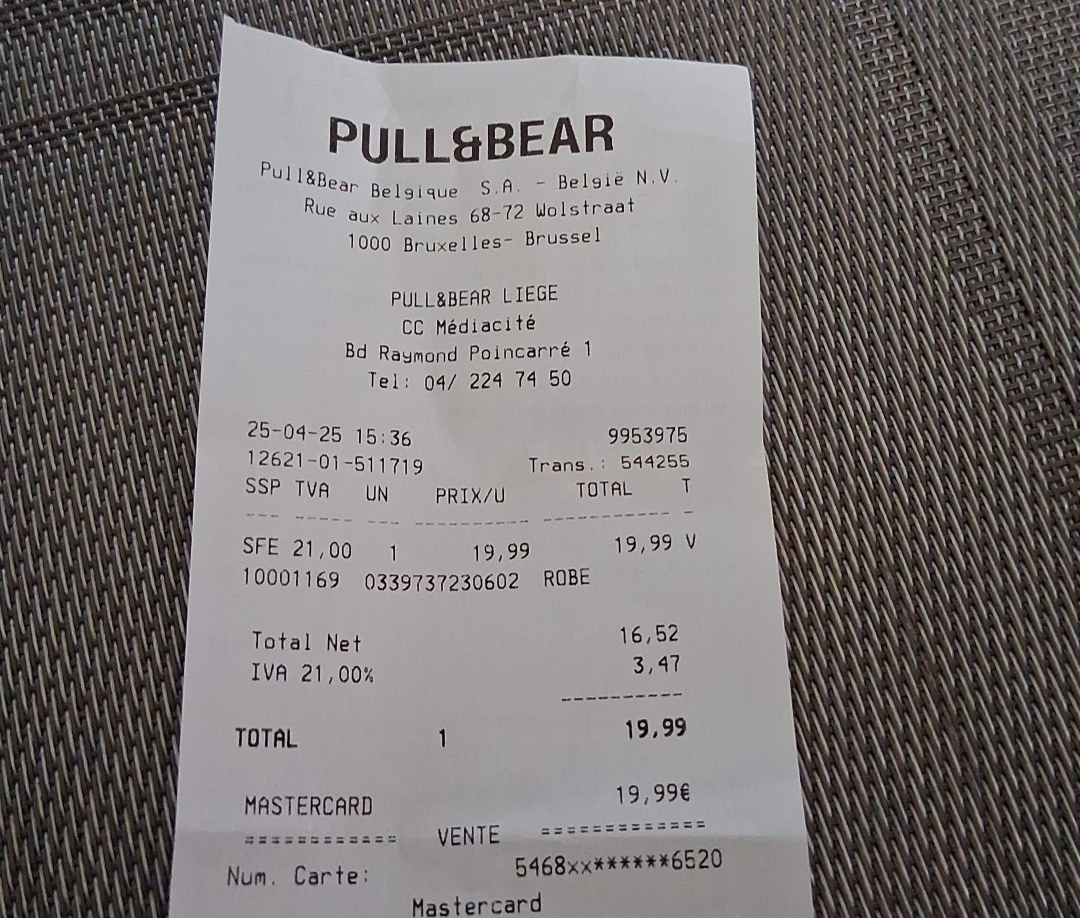 PULL&BEAR
Pull&Bear Belgique S.A. - België N.V.
Rue aux Laines 68-72 Wolstraat
1000 Bruxelles- Brussel
PULL&BEAR LIEGE
CC Médiacité
Bd Raymond Poincarré 1
Tel: 04/ 224 74 50
25-04-25 15:36 9953975
12621-01-511719 Trans.: 544255
SSP TVA UN PRIX/U TOTAL T
--- ----- --- ---------- ------------ -
SFE 21,00 1 19,99 19,99 V
10001169 0339737230602 ROBE
Total Net 16,52
IVA 21,00% 3,47
----------
TOTAL 1 19,99
MASTERCARD 19,99€
============ VENTE =============
Num. Carte: 5468xx******6520
Mastercard